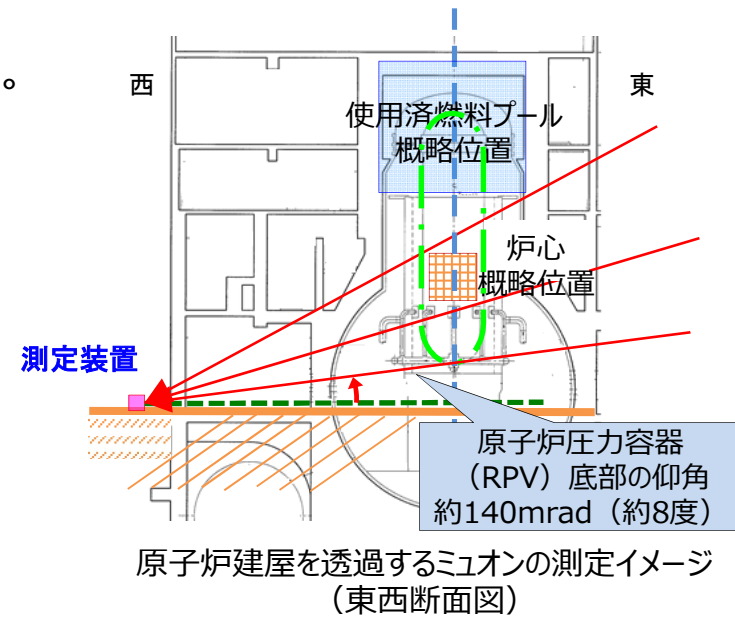 。
西
東
使用済燃料プール
概略位置
炉心
概略位置
測定装置
原子炉圧力容器
（RPV）底部の仰角
約140mrad（約8度）
原子炉建屋を透過するミュオンの測定イメージ
（東西断面図）